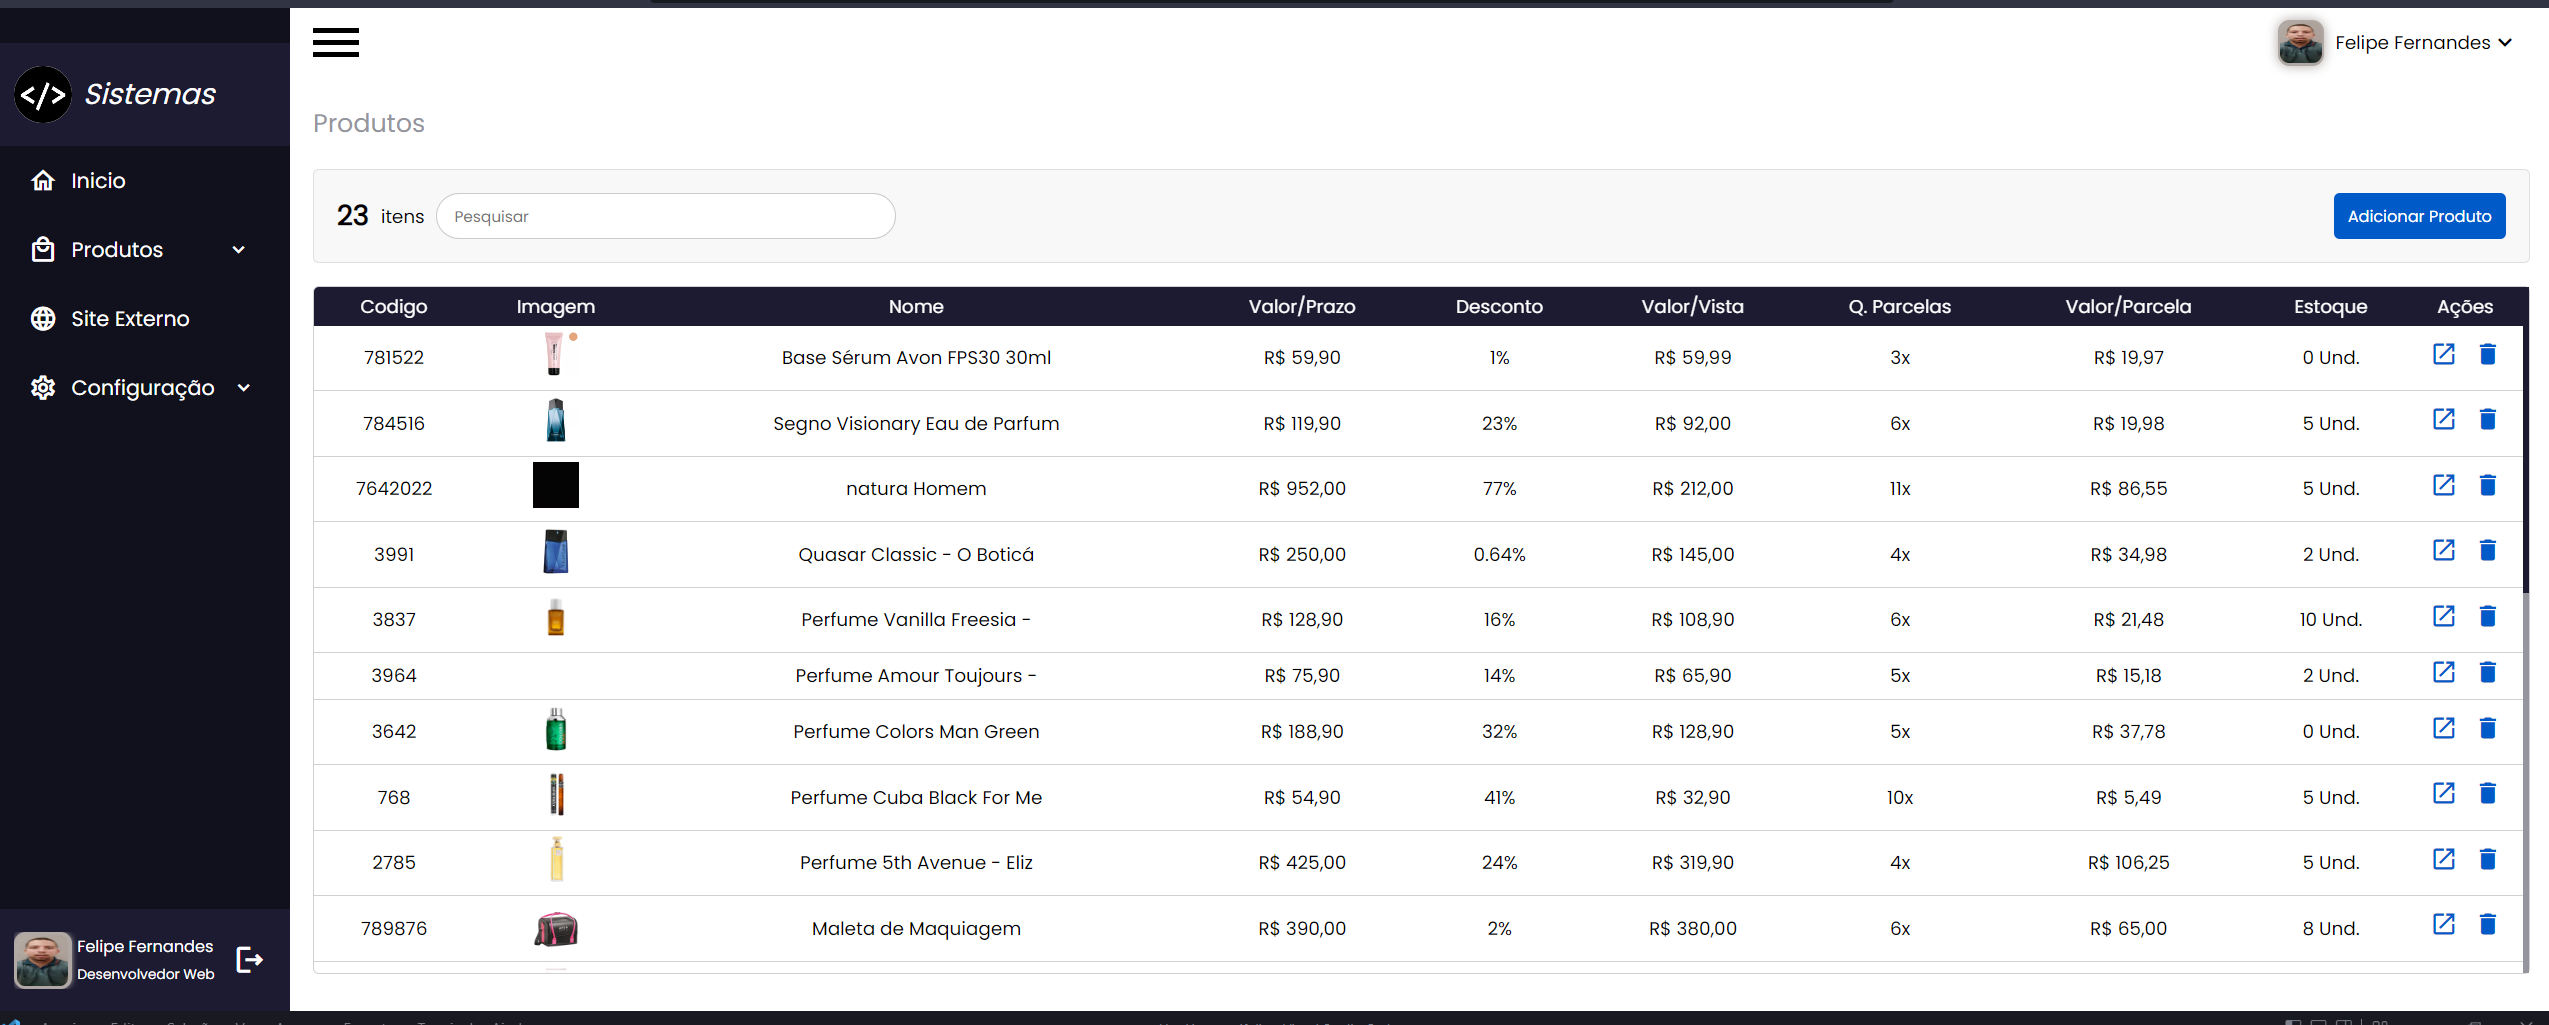 </> Sistemas
Inicio
Produtos
Site Externo
Configuração
Felipe Fernandes
Desenvolvedor Web
Felipe Fernandes
Produtos
23 itens Pesquisar Adicionar Produto
Codigo Imagem Nome Valor/Prazo Desconto Valor/Vista Q. Parcelas Valor/Parcela Estoque Ações
781522 Base Sérum Avon FPS30 30ml R$ 59,90 1% R$ 59,99 3x R$ 19,97 0 Und.
784516 Segno Visionary Eau de Parfum R$ 119,90 23% R$ 92,00 6x R$ 19,98 5 Und.
7642022 natura Homem R$ 952,00 77% R$ 212,00 11x R$ 86,55 5 Und.
3991 Quasar Classic - O Boticá R$ 250,00 0.64% R$ 145,00 4x R$ 34,98 2 Und.
3837 Perfume Vanilla Freesia - R$ 128,90 16% R$ 108,90 6x R$ 21,48 10 Und.
3964 Perfume Amour Toujours - R$ 75,90 14% R$ 65,90 5x R$ 15,18 2 Und.
3642 Perfume Colors Man Green R$ 188,90 32% R$ 128,90 5x R$ 37,78 0 Und.
768 Perfume Cuba Black For Me R$ 54,90 41% R$ 32,90 10x R$ 5,49 5 Und.
2785 Perfume 5th Avenue - Eliz R$ 425,00 24% R$ 319,90 4x R$ 106,25 5 Und.
789876 Maleta de Maquiagem R$ 390,00 2% R$ 380,00 6x R$ 65,00 8 Und.